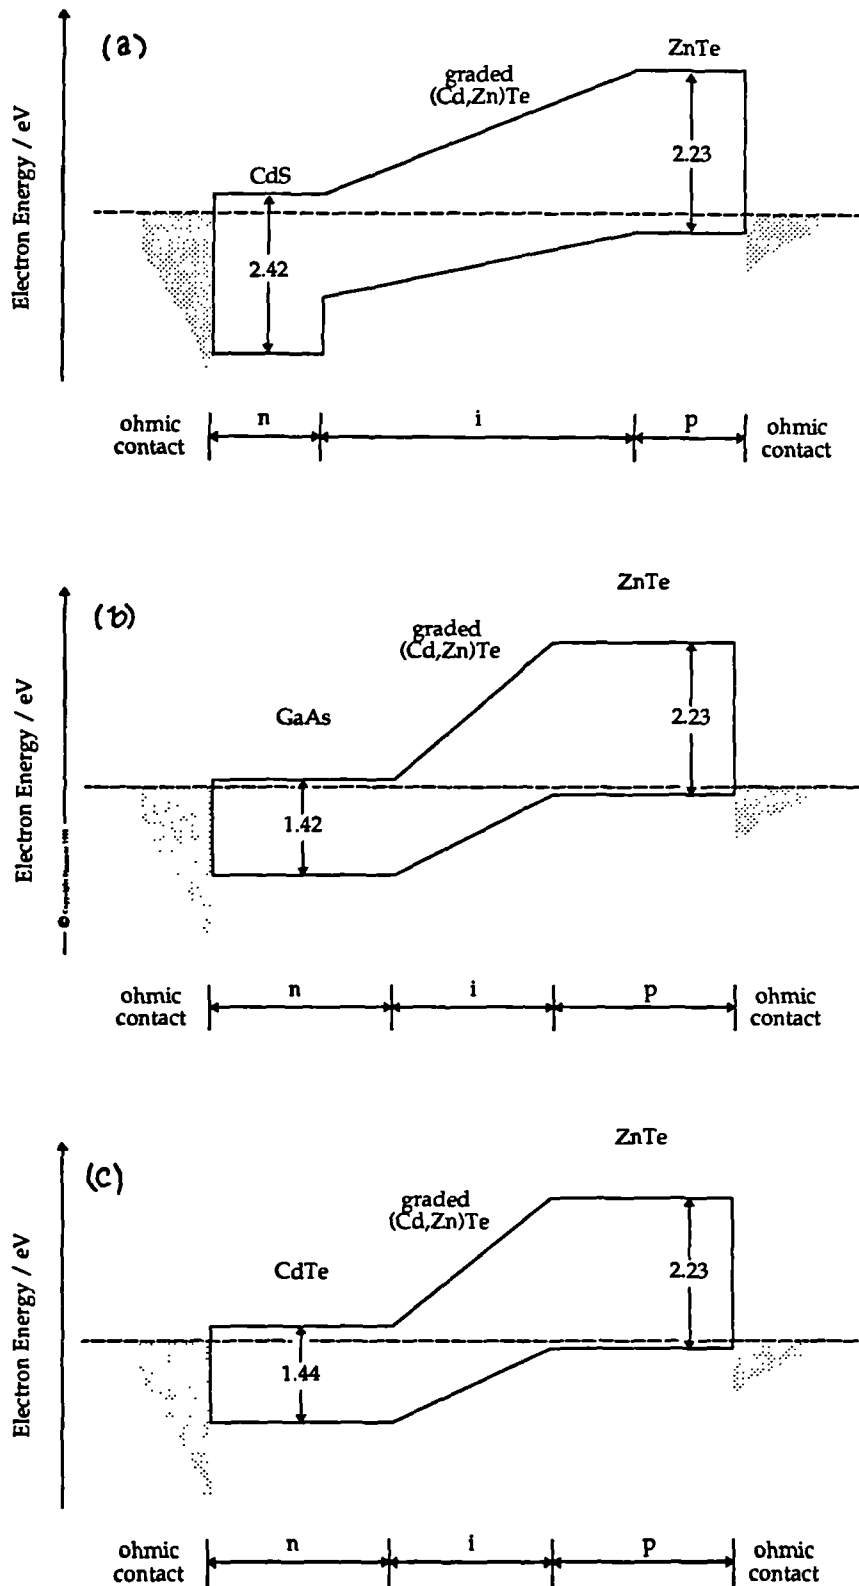 (a)
ZnTe
graded
(Cd,Zn)Te
CdS
2.23
2.42
Electron Energy / eV
ohmic
contact
n
i
p
ohmic
contact
(b)
ZnTe
graded
(Cd,Zn)Te
GaAs
2.23
1.42
Electron Energy / eV
ohmic
contact
n
i
p
ohmic
contact
(c)
ZnTe
graded
(Cd,Zn)Te
CdTe
2.23
1.44
Electron Energy / eV
ohmic
contact
n
i
p
ohmic
contact